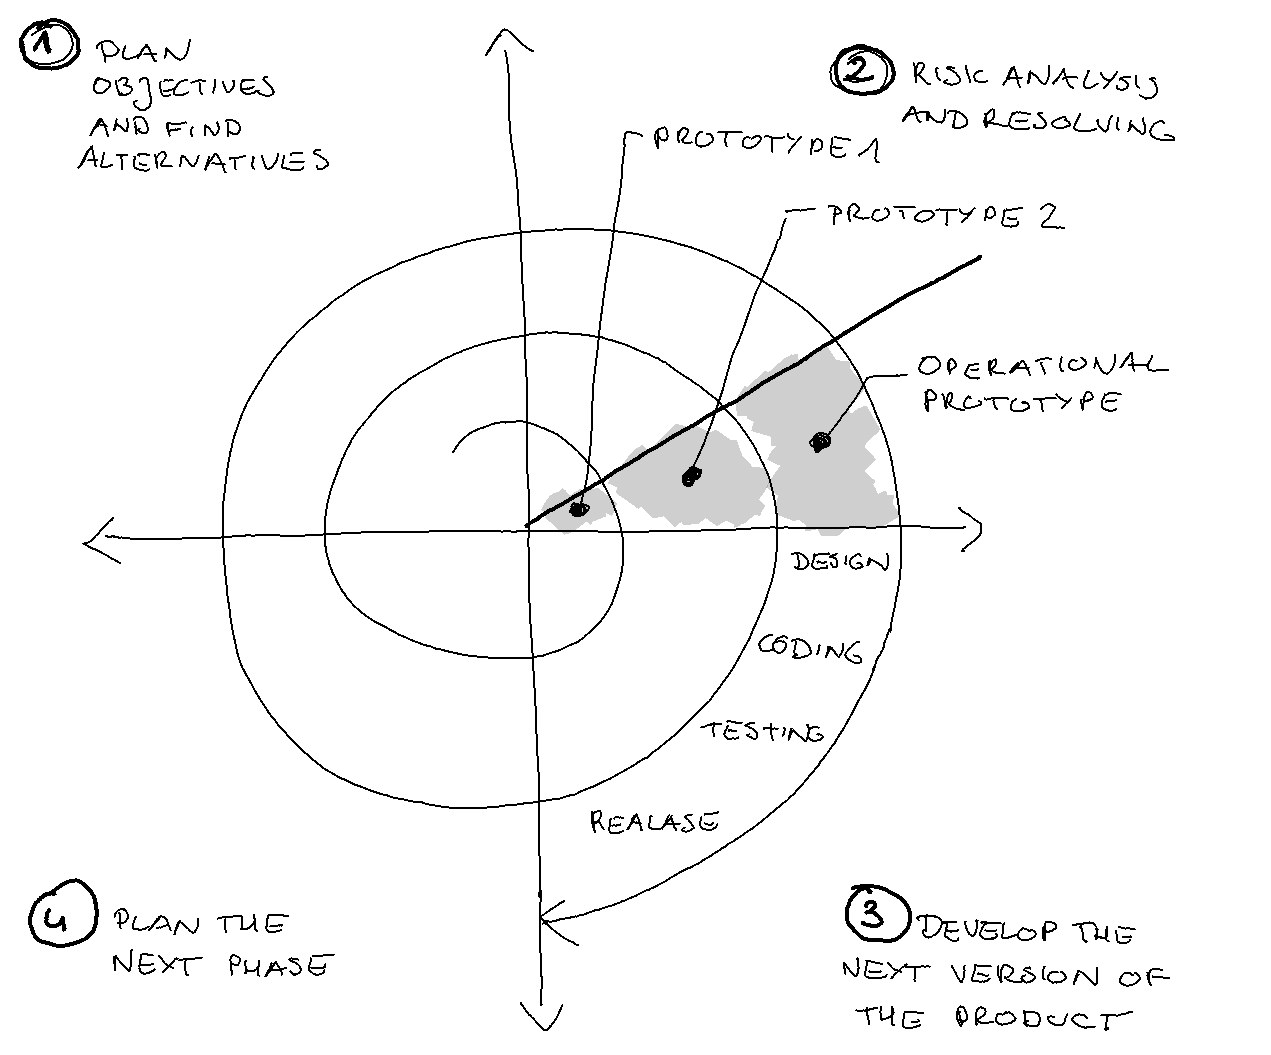 1 PLAN
OBJECTIVES
AND FIND
ALTERNATIVES
2 RISK ANALYSIS
AND RESOLVING
PROTOTYPE 1
PROTOTYPE 2
OPERATIONAL
PROTOTYPE
DESIGN
CODING
TESTING
REALASE
4 PLAN THE
NEXT PHASE
3 DEVELOP THE
NEXT VERSION OF
THE PRODUCT